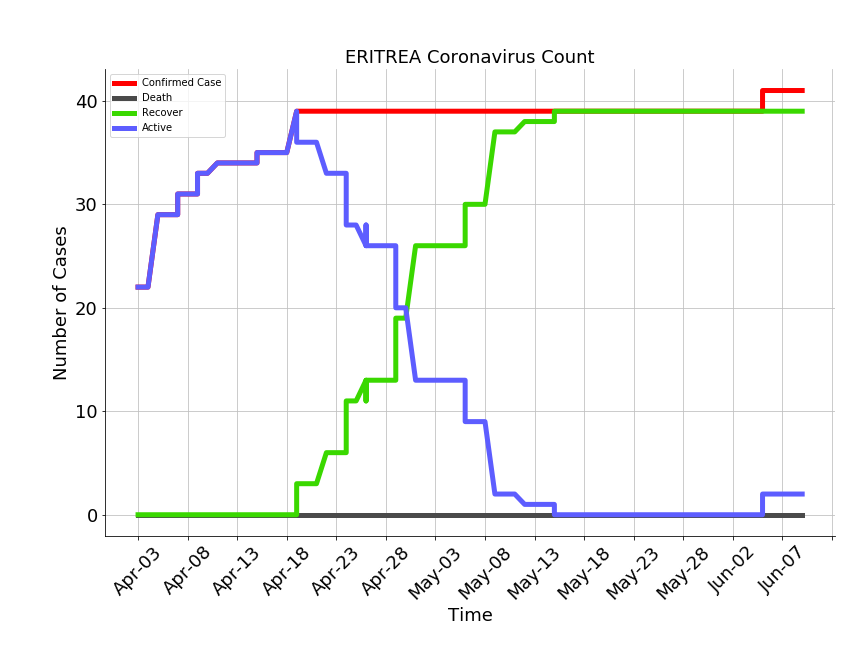 ERITREA Coronavirus Count
Confirmed Case
Death
Recover
Active
Number of Cases
40
30
20
10
0
Apr-03
Apr-08
Apr-13
Apr-18
Apr-23
Apr-28
May-03
May-08
May-13
May-18
May-23
May-28
Jun-02
Jun-07
Time